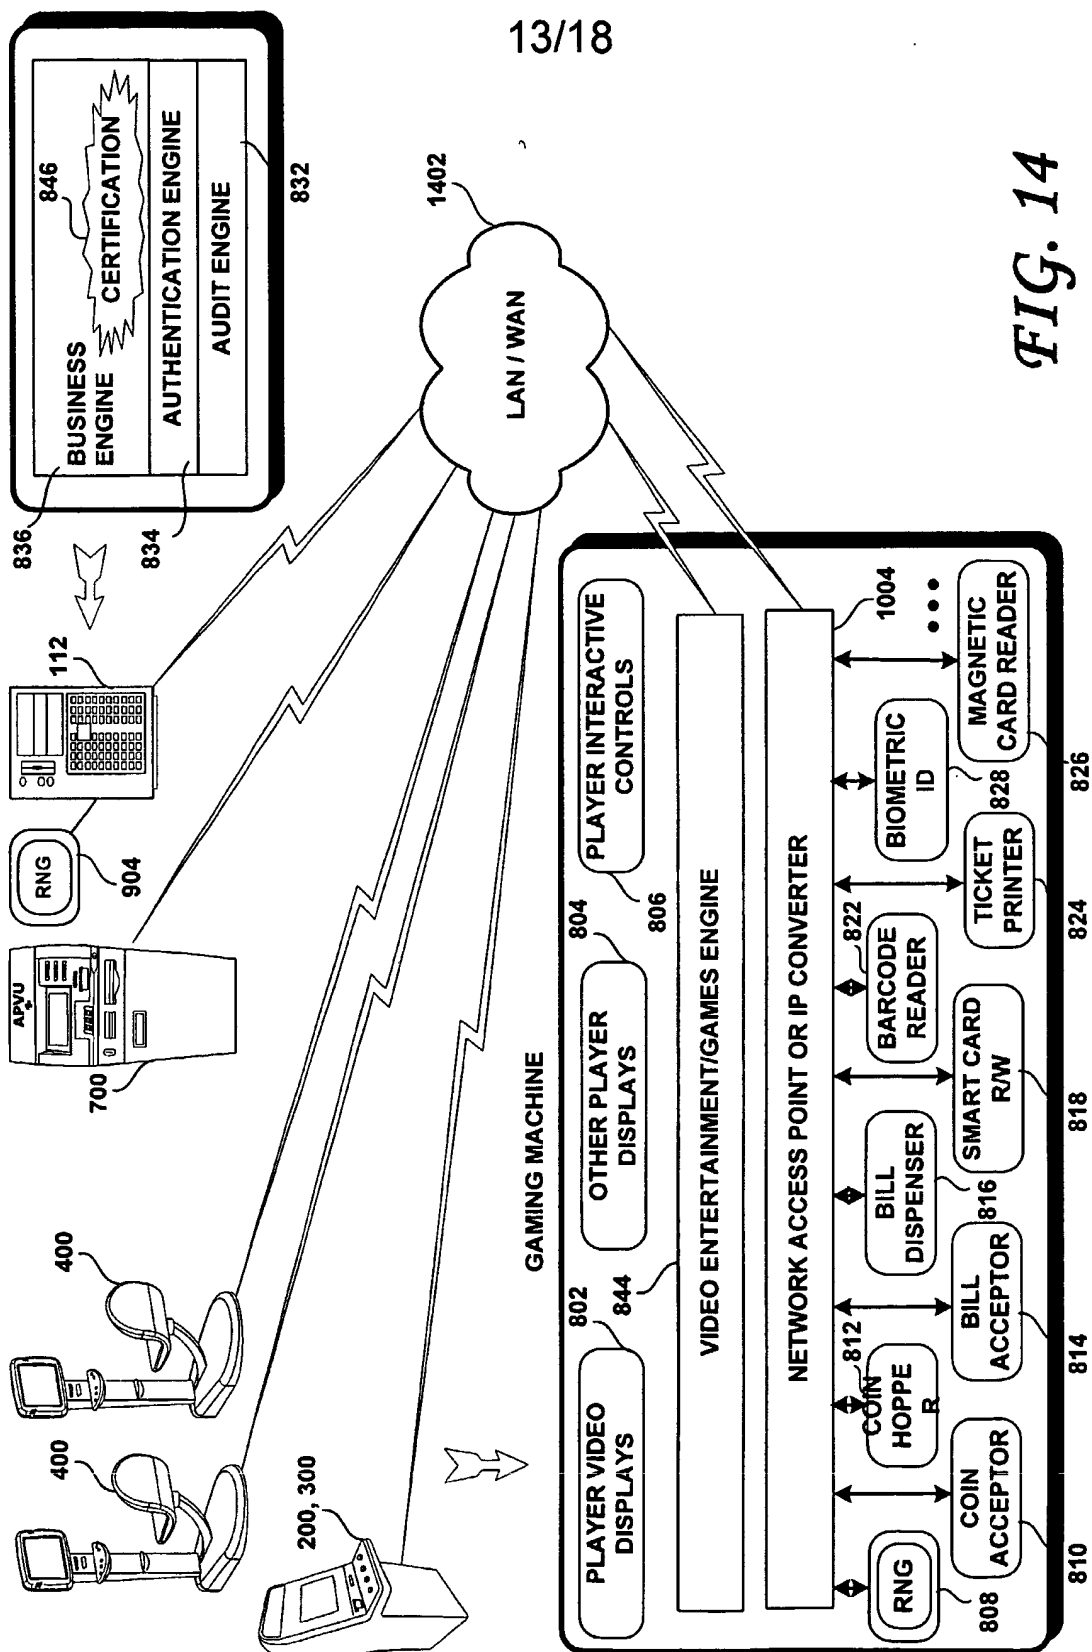 13/18
FIG. 14
400
400
200, 300
APVU
700
RNG
904
112
836
BUSINESS
ENGINE
846
CERTIFICATION
834
AUTHENTICATION ENGINE
AUDIT ENGINE
832
1402
LAN / WAN
GAMING MACHINE
802
PLAYER VIDEO
DISPLAYS
804
OTHER PLAYER
DISPLAYS
806
PLAYER INTERACTIVE
CONTROLS
844
VIDEO ENTERTAINMENT/GAMES ENGINE
NETWORK ACCESS POINT OR IP CONVERTER
1004
RNG
808
COIN
ACCEPTOR
810
812
COIN
HOPPE
R
BILL
ACCEPTOR
814
BILL
DISPENSER
816
SMART CARD
R/W
818
822
BARCODE
READER
TICKET
PRINTER
824
BIOMETRIC
ID
828
MAGNETIC
CARD READER
826